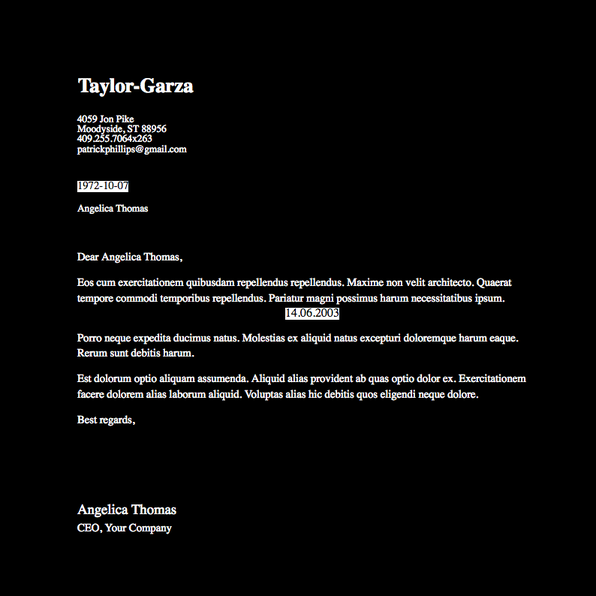 Taylor-Garza
4059 Jon Pike
Moodyside, ST 88956
409.255.7064x263
patrickphillips@gmail.com
1972-10-07
Angelica Thomas
Dear Angelica Thomas,
Eos cum exercitationem quibusdam repellendus repellendus. Maxime non velit architecto. Quaerat
tempore commodi temporibus repellendus. Pariatur magni possimus harum necessitatibus ipsum.
14.06.2003
Porro neque expedita ducimus natus. Molestias ex aliquid natus excepturi doloremque harum eaque.
Rerum sunt debitis harum.
Est dolorum optio aliquam assumenda. Aliquid alias provident ab quas optio dolor ex. Exercitationem
facere dolorem alias laborum aliquid. Voluptas alias hic debitis quos eligendi neque dolore.
Best regards,
Angelica Thomas
CEO, Your Company